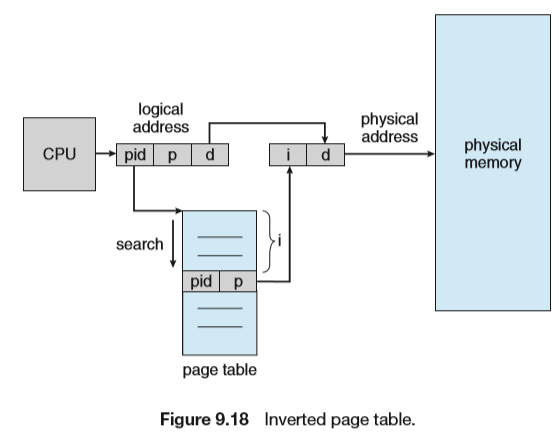 logical
address
physical
address
CPU
pid p d
i d
physical
memory
search
i
pid p
page table
Figure 9.18 Inverted page table.